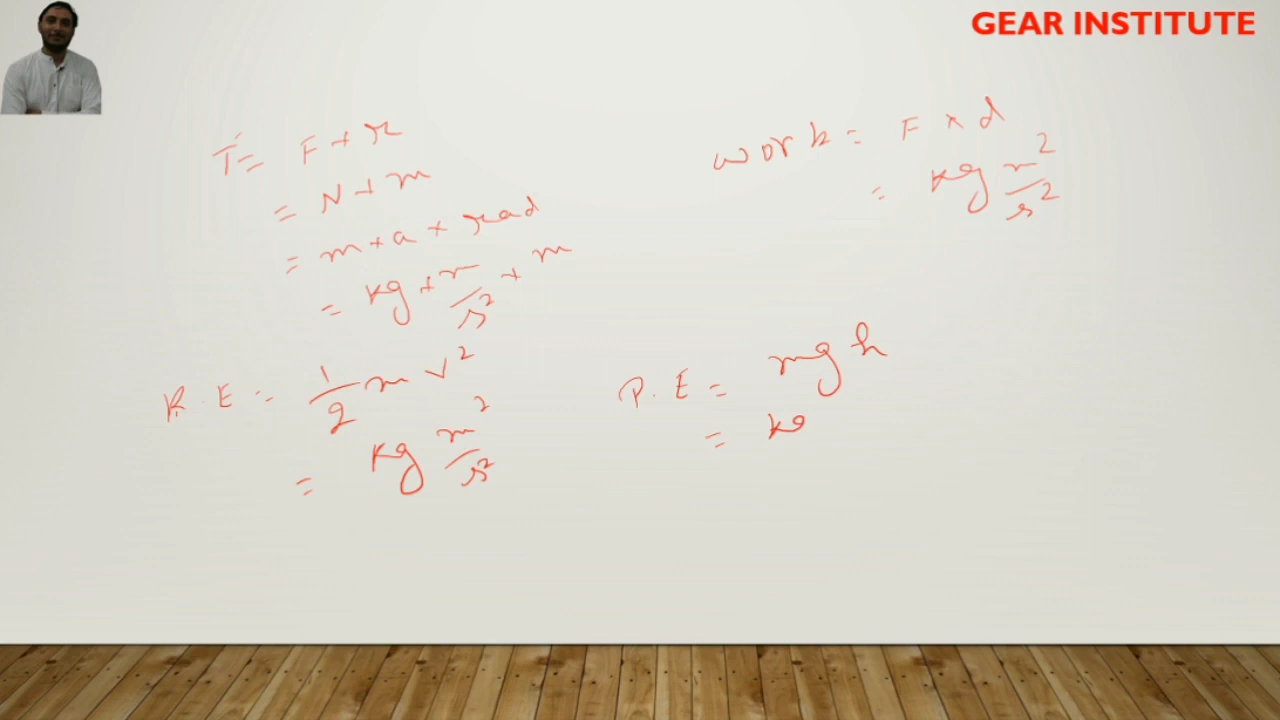 GEAR INSTITUTE
T = F × r
= N × m
= m × a × rad
= kg × m/s² × m
K.E = 1/2 m v²
= kg m²/s²
work = F × d
= kg m²/s²
P.E = mgh
= kg